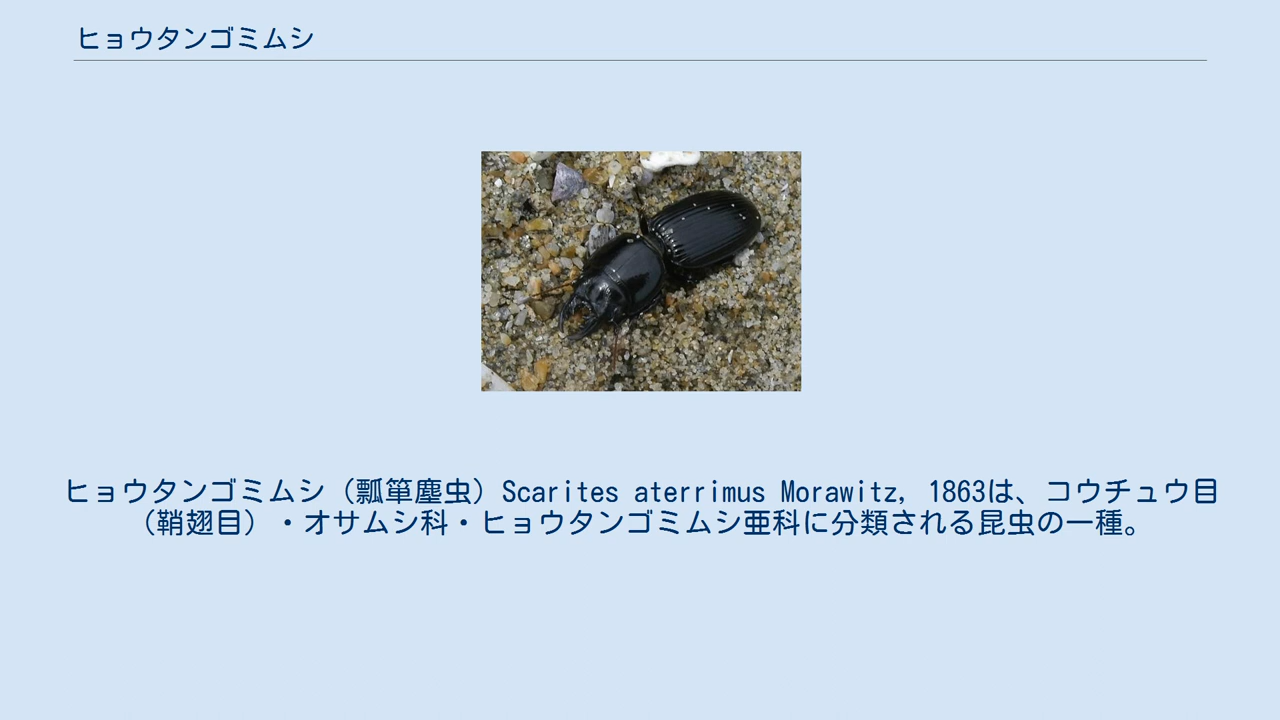 ヒョウタンゴミムシ
ヒョウタンゴミムシ（瓢箪塵虫）Scarites aterrimus Morawitz, 1863は、コウチュウ目
（鞘翅目）・オサムシ科・ヒョウタンゴミムシ亜科に分類される昆虫の一種。